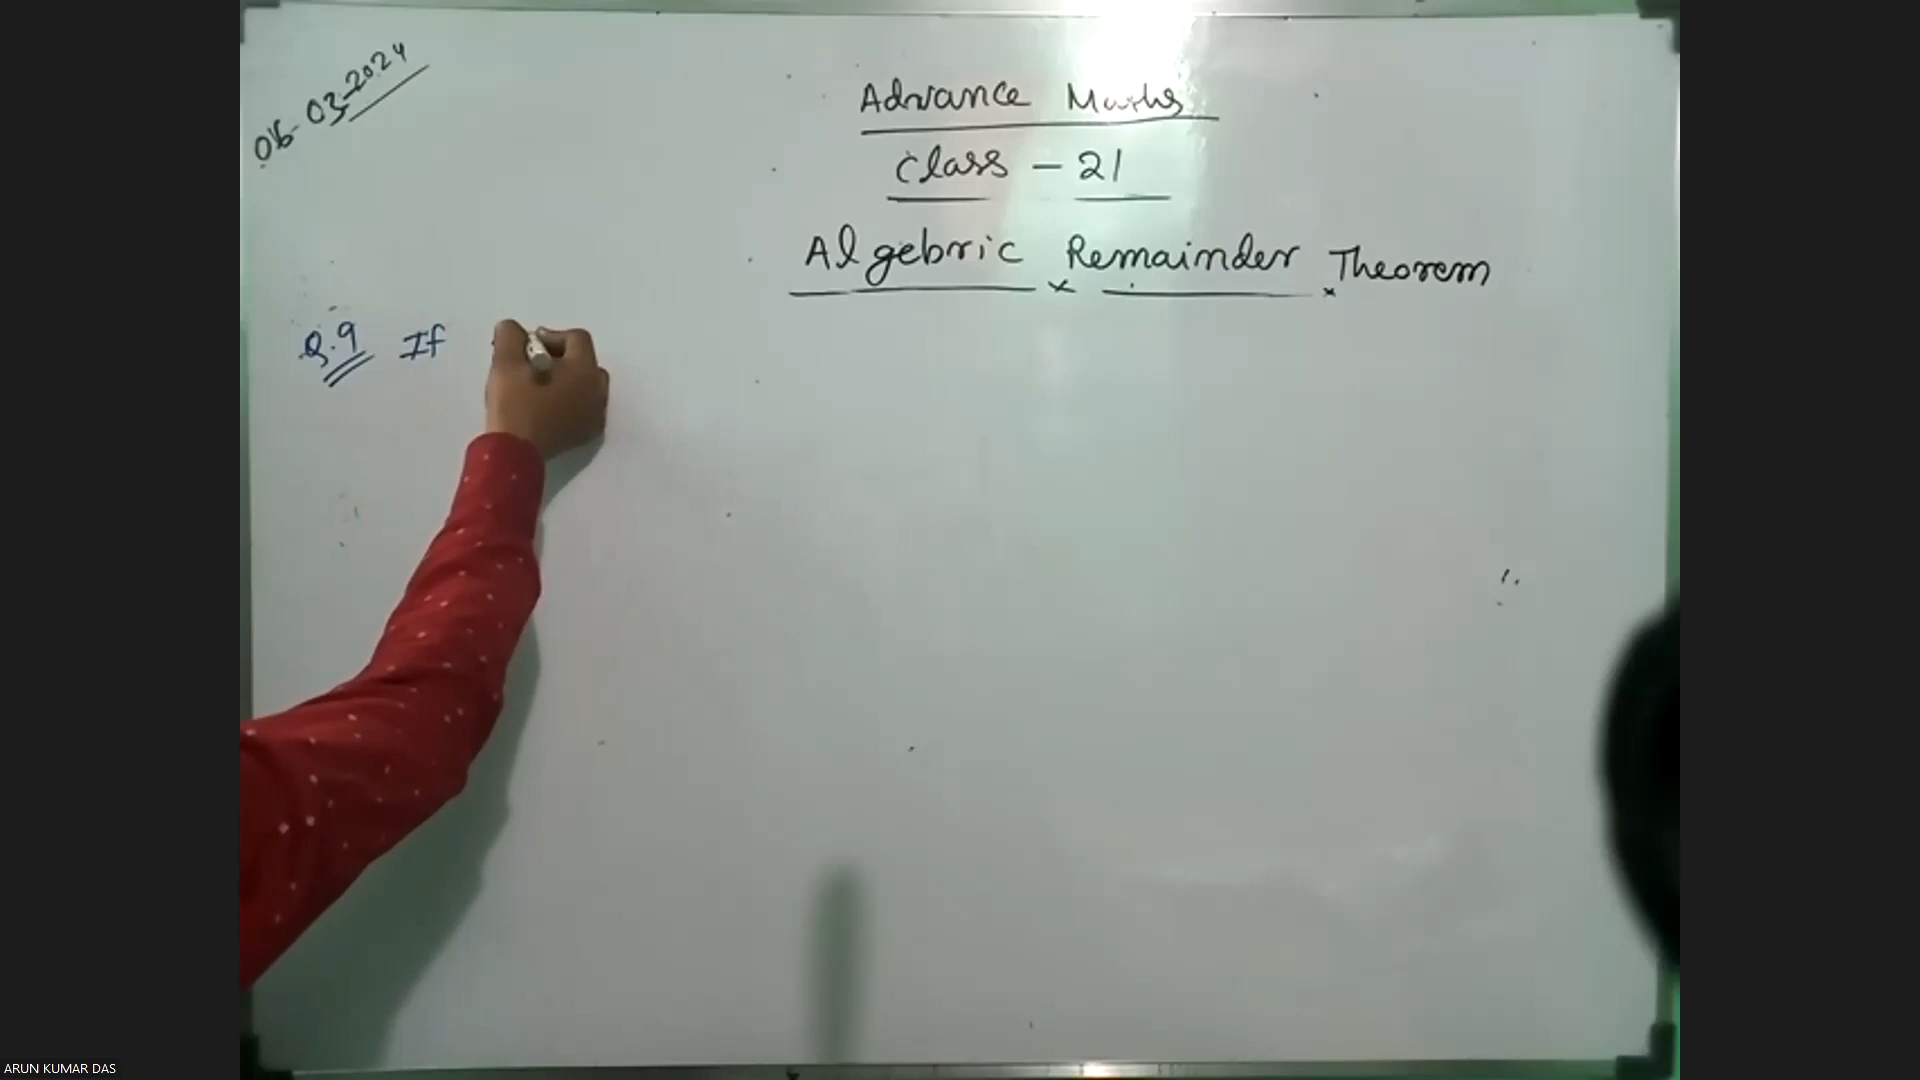 06-03-2024
Advance Maths
Class - 21
Algebric Remainder Theorem
Q.9 If
ARUN KUMAR DAS